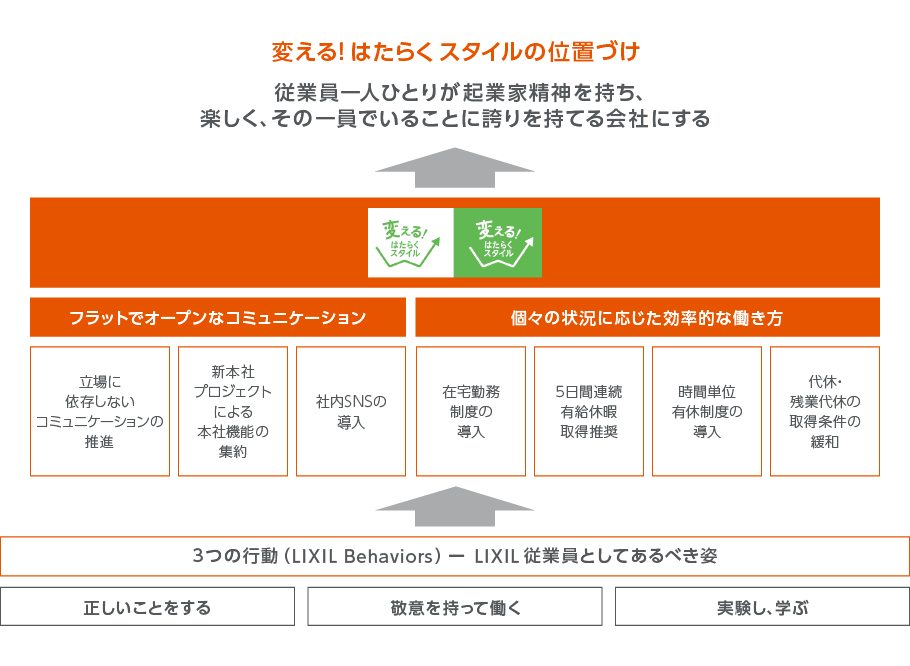 変える! はたらく スタイルの位置づけ
従業員一人ひとりが起業家精神を持ち、
楽しく、その一員でいることに誇りを持てる会社にする
変える!
はたらく
スタイル
変える!
はたらく
スタイル
フラットでオープンなコミュニケーション
個々の状況に応じた効率的な働き方
立場に
依存しない
コミュニケーションの
推進
新本社
プロジェクト
による
本社機能の
集約
社内SNSの
導入
在宅勤務
制度の
導入
5日間連続
有給休暇
取得推奨
時間単位
有休制度の
導入
代休・
残業代休の
取得条件の
緩和
3つの行動（LIXIL Behaviors）ー LIXIL 従業員としてあるべき姿
正しいことをする
敬意を持って働く
実験し、学ぶ